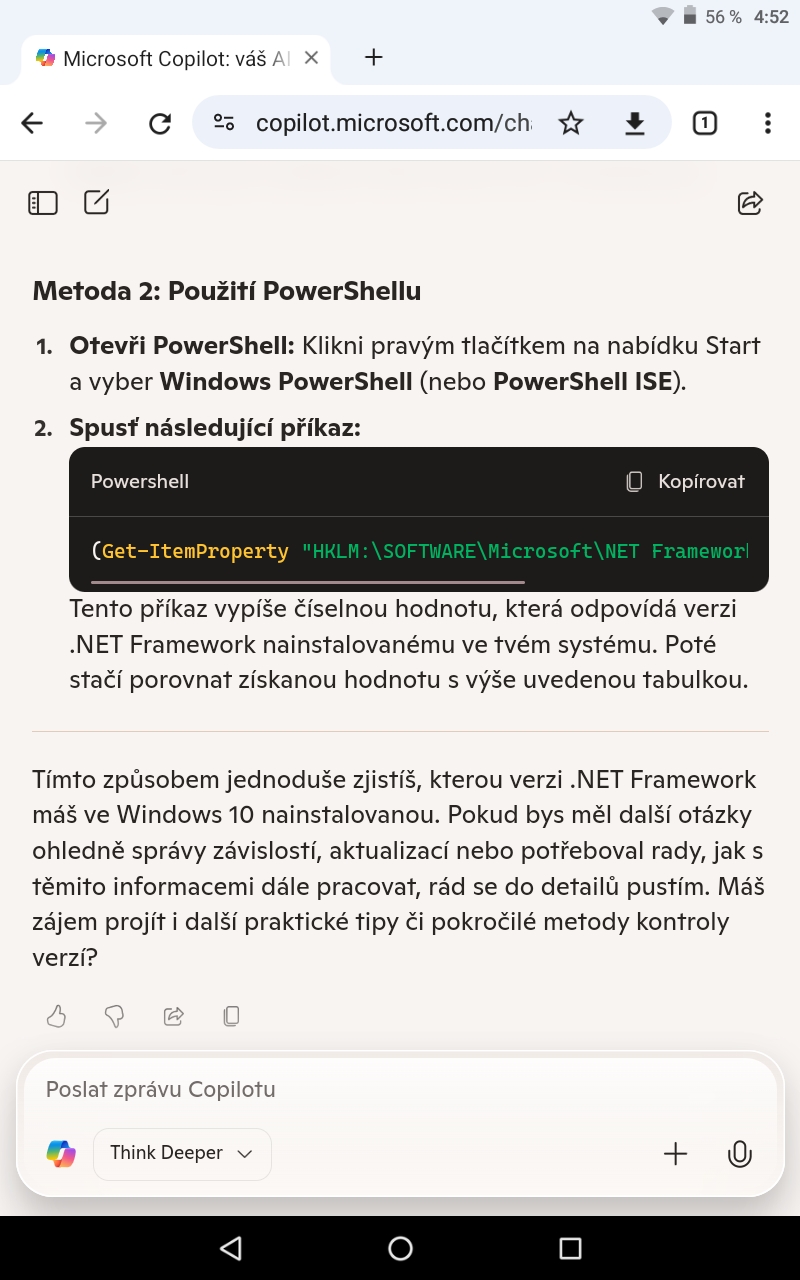 56 % 4:52
Microsoft Copilot: váš AI
copilot.microsoft.com/ch
1
Metoda 2: Použití PowerShellu
1. Otevři PowerShell: Klikni pravým tlačítkem na nabídku Start
a vyber Windows PowerShell (nebo PowerShell ISE).
2. Spusť následující příkaz:
Powershell
Kopírovat
(Get-ItemProperty "HKLM:\SOFTWARE\Microsoft\NET Framework
Tento příkaz vypíše číselnou hodnotu, která odpovídá verzi
.NET Framework nainstalovanému ve tvém systému. Poté
stačí porovnat získanou hodnotu s výše uvedenou tabulkou.
Tímto způsobem jednoduše zjistíš, kterou verzi .NET Framework
máš ve Windows 10 nainstalovanou. Pokud bys měl další otázky
ohledně správy závislostí, aktualizací nebo potřeboval rady, jak s
těmito informacemi dále pracovat, rád se do detailů pustím. Máš
zájem projít i další praktické tipy či pokročilé metody kontroly
verzí?
Poslat zprávu Copilotu
Think Deeper